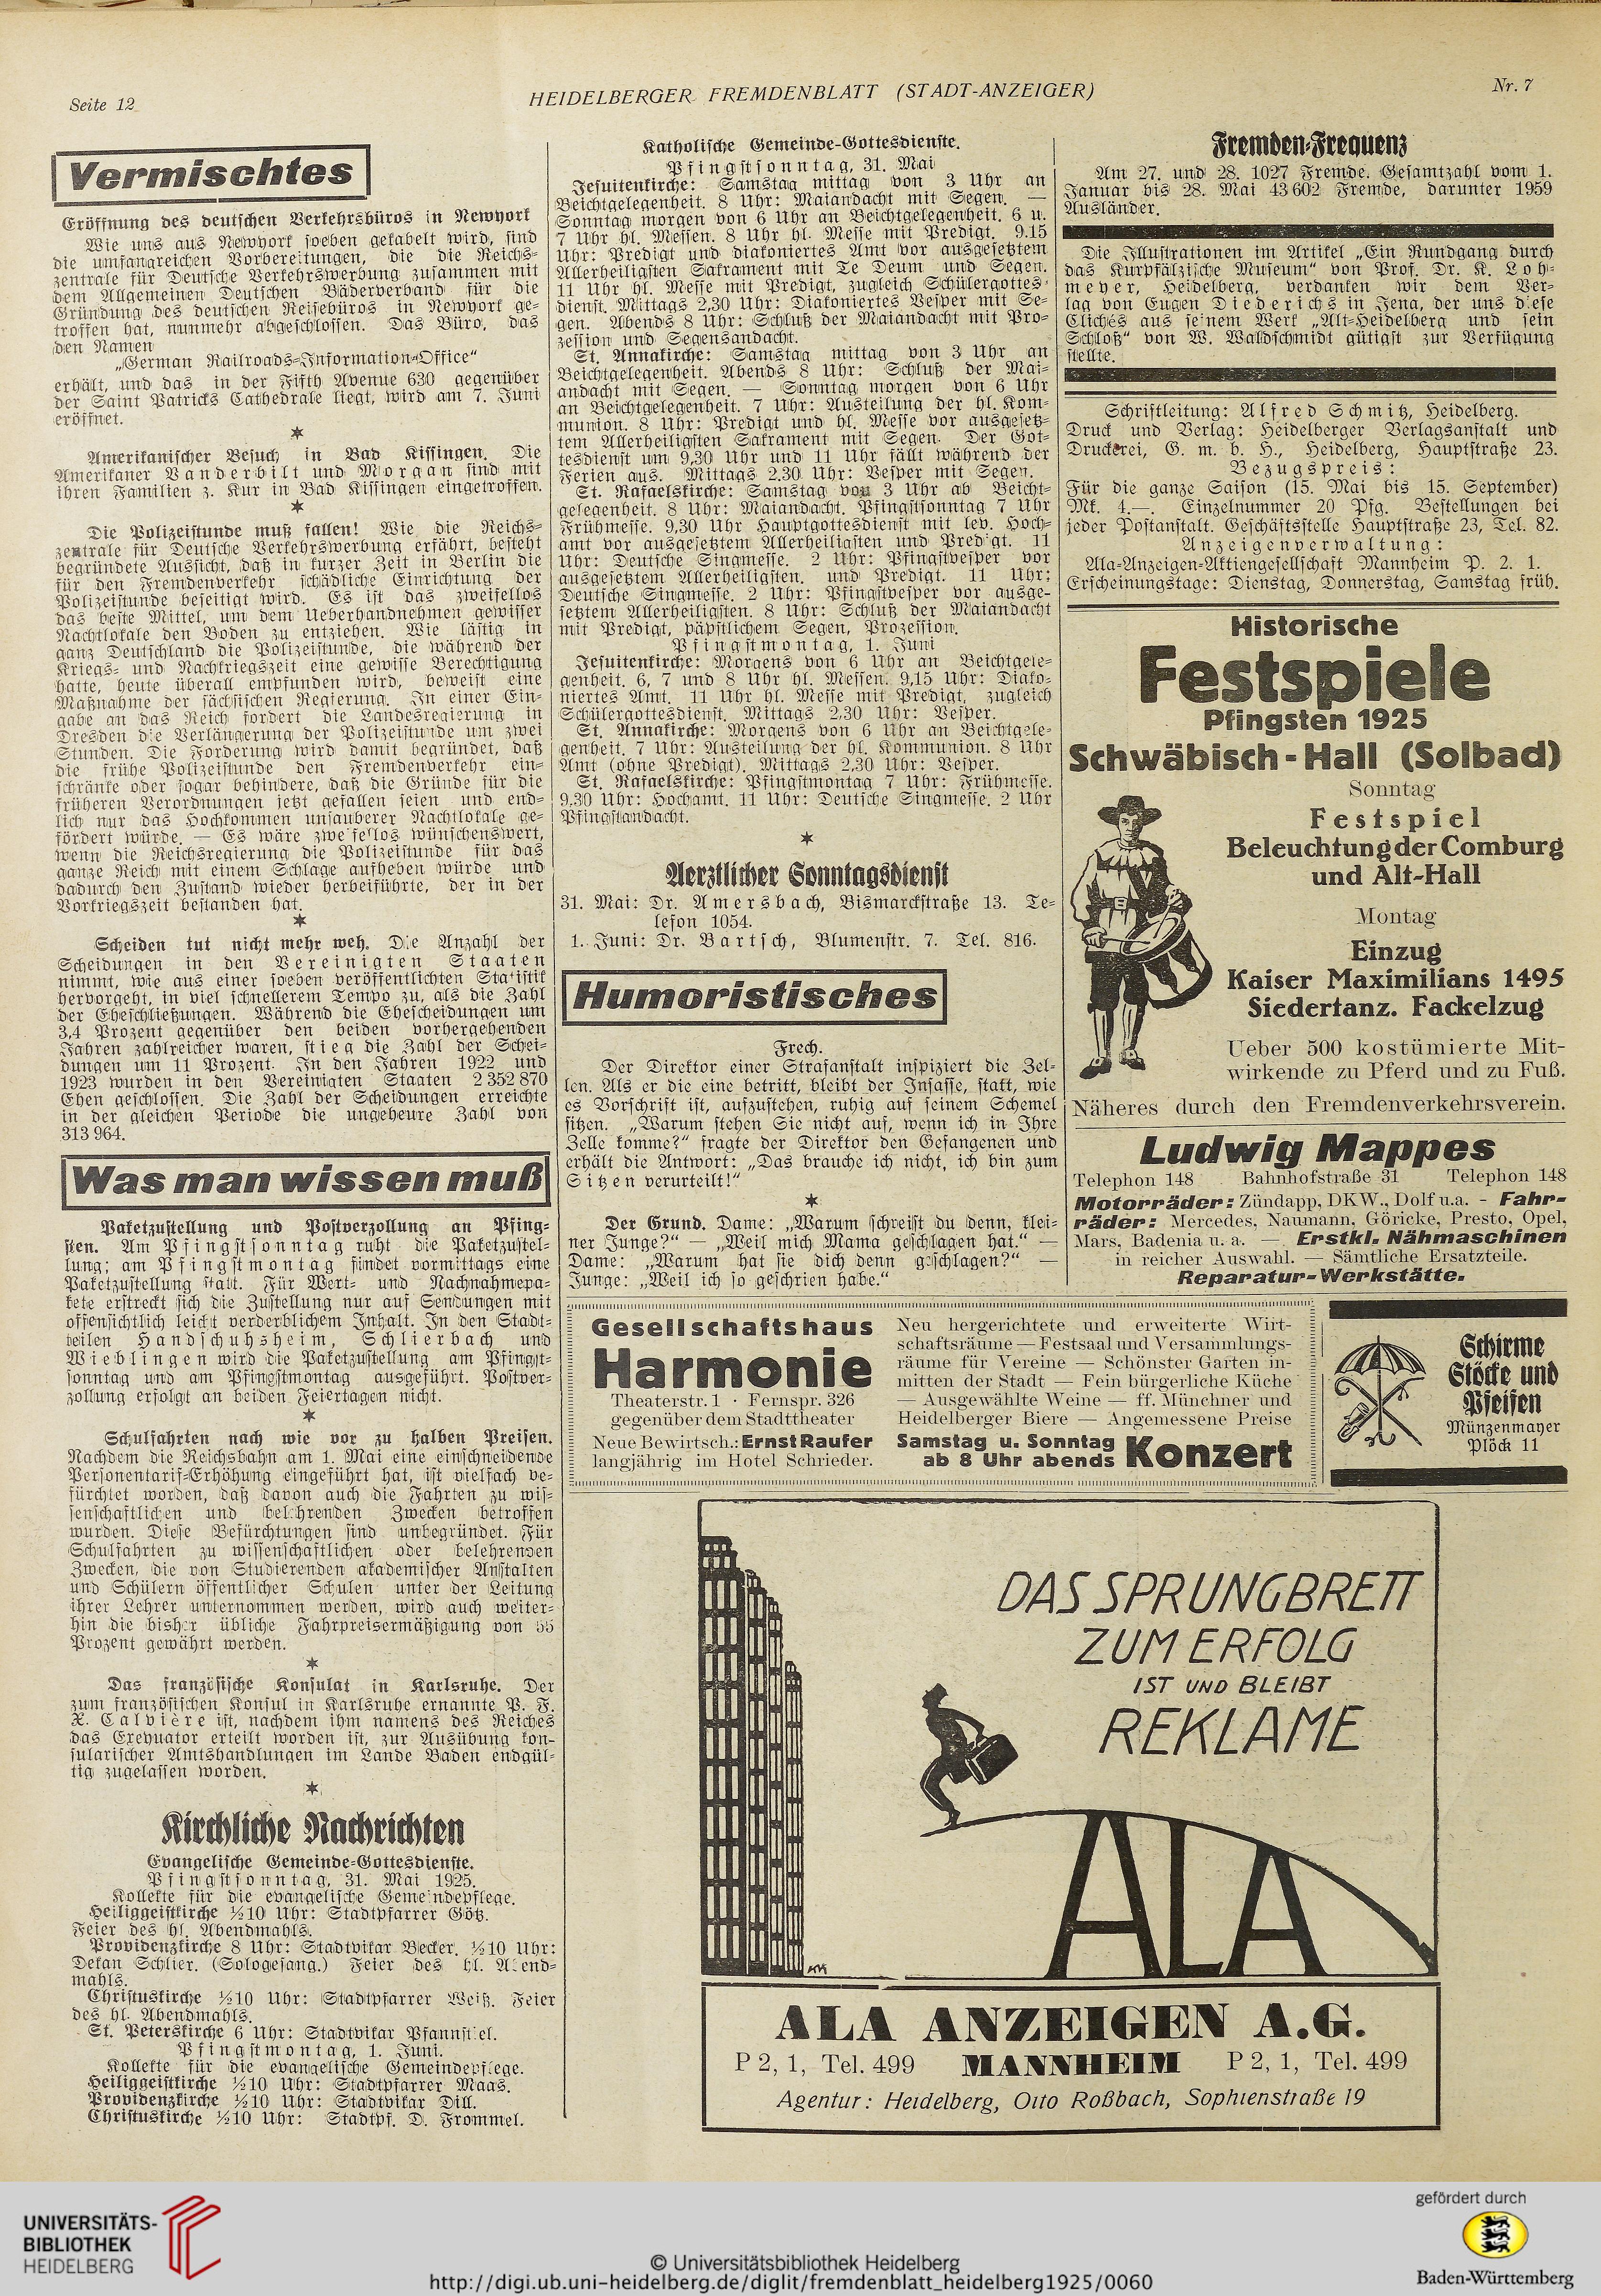 Seite 12
HEIDELBERGER FREMDENBLATT (STADT-ANZEIGER)
Nr. 7
Vermischtes
Eröffnung des deutschen Verkehrsbüros in Newyork
Wie uns aus Newyork soeben gekabelt wird, sind
die umfangreichen Vorbereitungen, die die Reichs-
zentrale für Deutsche Verkehrswerbung zusammen mit
dem Allgemeinen Deutschen Bäderverband für die
Gründung des deutschen Reisebüros in Newyork ge-
troffen hat, nunmehr abgeschlossen. Das Büro, das
den Namen
„German Railroads-Information-Office“
erhält, und das in der Fifth Avenue 630 gegenüber
der Saint Patricks Cathedrale liegt, wird am 7. Juni
eröffnet.
*
Amerikanischer Besuch in Bad Kissingen. Die
Amerikaner Vanderbilt und Morgan sind mit
ihren Familien z. Kur in Bad Kissingen eingetroffen.
*
Die Polizeistunde muß fallen! Wie die Reichs-
zentrale für Deutsche Verkehrswerbung erfährt, besteht
begründete Aussicht, daß in kurzer Zeit in Berlin die
für den Fremdenverkehr schädliche Einrichtung der
Polizeistunde beseitigt wird. Es ist das zweifellos
das beste Mittel, um dem Ueberhandnehmen gewisser
Nachtlokale den Boden zu entziehen. Wie lästig in
ganz Deutschland die Polizeistunde, die während der
Kriegs- und Nachkriegszeit eine gewisse Berechtigung
hatte, heute überall empfunden wird, beweist eine
Maßnahme der sächsischen Regierung. In einer Ein-
gabe an das Reich fordert die Landesregierung in
Dresden die Verlängerung der Polizeistunde um zwei
Stunden. Die Forderung wird damit begründet, daß
die frühe Polizeistunde den Fremdenverkehr ein-
schränke oder sogar behindere, daß die Gründe für die
früheren Verordnungen jetzt gefallen seien und end-
lich nur das Hochkommen unsauberer Nachtlokale ge-
fördert würde. — Es wäre zweifellos wünschenswert,
wenn die Reichsregierung die Polizeistunde für das
ganze Reich mit einem Schlage aufheben würde und
dadurch den Zustand wieder herbeiführte, der in der
Vorkriegszeit bestanden hat.
*
Scheiden tut nicht mehr weh. Die Anzahl der
Scheidungen in den Vereinigten Staaten
nimmt, wie aus einer soeben veröffentlichten Statistik
hervorgeht, in viel schnellerem Tempo zu, als die Zahl
der Eheschließungen. Während die Ehescheidungen um
3,4 Prozent gegenüber den beiden vorhergehenden
Jahren zahlreicher waren, stieg die Zahl der Schei-
dungen um 11 Prozent. In den Jahren 1922 und
1923 wurden in den Vereinigten Staaten 2 352 870
Ehen geschlossen. Die Zahl der Scheidungen erreichte
in der gleichen Periode die ungeheure Zahl von
313 964.
Was man wissen muß
Paketzustellung und Postverzollung an Pfing-
sten. Am Pfingstsonntag ruht die Paketzustel-
lung; am Pfingstmontag findet vormittags eine
Paketzustellung statt. Für Wert- und Nachnahmepa-
kete erstreckt sich die Zustellung nur auf Sendungen mit
offensichtlich leicht verderblichem Inhalt. In den Stadt-
teilen Handschuhsheim, Schlierbach und
Wieblingen wird die Paketzustellung am Pfingst-
sonntag und am Pfingstmontag ausgeführt. Postver-
zollung erfolgt an beiden Feiertagen nicht.
*
Schulfahrten nach wie vor zu halben Preisen.
Nachdem die Reichsbahn am 1. Mai eine einschneidende
Personentarif-Erhöhung eingeführt hat, ist vielfach be-
fürchtet worden, daß davon auch die Fahrten zu wis-
senschaftlichen und belehrenden Zwecken betroffen
wurden. Diese Befürchtungen sind unbegründet. Für
Schulfahrten zu wissenschaftlichen oder belehrenden
Zwecken, die von Studierenden akademischer Anstalten
und Schülern öffentlicher Schulen unter der Leitung
ihrer Lehrer unternommen werden, wird auch weiter-
hin die bisher übliche Fahrpreisermäßigung von 55
Prozent gewährt werden.
*
Das französische Konsulat in Karlsruhe. Der
zum französischen Konsul in Karlsruhe ernannte P. F.
X. Calvière ist, nachdem ihm namens des Reiches
das Exequator erteilt worden ist, zur Ausübung kon-
sularischer Amtshandlungen im Lande Baden endgül-
tig zugelassen worden.
*
Kirchliche Nachrichten
Evangelische Gemeinde-Gottesdienste.
Pfingstsonntag, 31. Mai 1925.
Kollekte für die evangelische Gemeindepflege.
Heiliggeistkirche ½10 Uhr: Stadtpfarrer Götz.
Feier des hl. Abendmahls.
Providenzkirche 8 Uhr: Stadtvikar Becker. ½10 Uhr:
Dekan Schlier. (Sologesang.) Feier des hl. Abend-
mahls.
Christuskirche ½10 Uhr: Stadtpfarrer Weiß. Feier
des hl. Abendmahls.
St. Peterskirche 6 Uhr: Stadtvikar Pfannstiel.
Pfingstmontag, 1. Juni.
Kollekte für die evangelische Gemeindepflege.
Heiliggeistkirche ½10 Uhr: Stadtpfarrer Maas.
Providenzkirche ½10 Uhr: Stadtvikar Dill.
Christuskirche ½10 Uhr: Stadtpf. D. Frommel.
Katholische Gemeinde-Gottesdienste.
Pfingstsonntag, 31. Mai
Jesuitenkirche: Samstag mittag von 3 Uhr an
Beichtgelegenheit. 8 Uhr: Maiandacht mit Segen. —
Sonntag morgen von 6 Uhr an Beichtgelegenheit. 6 u.
7 Uhr hl. Messen. 8 Uhr hl. Messe mit Predigt. 9.15
Uhr: Predigt und diakoniertes Amt vor ausgesetztem
Allerheiligsten Sakrament mit Te Deum und Segen.
11 Uhr hl. Messe mit Predigt, zugleich Schülergottes-
dienst. Mittags 2,30 Uhr: Diakoniertes Vesper mit Se-
gen. Abends 8 Uhr: Schluß der Maiandacht mit Pro-
zession und Segensandacht.
St. Annakirche: Samstag mittag von 3 Uhr an
Beichtgelegenheit. Abends 8 Uhr: Schluß der Mai-
andacht mit Segen. — Sonntag morgen von 6 Uhr
an Beichtgelegenheit. 7 Uhr: Austeilung der hl. Kom-
munion. 8 Uhr: Predigt und hl. Messe vor ausgesetz-
tem Allerheiligsten Sakrament mit Segen. Der Got-
tesdienst um 9,30 Uhr und 11 Uhr fällt während der
Ferien aus. Mittags 2.30 Uhr: Vesper mit Segen.
St. Rafaelskirche: Samstag von 3 Uhr ab Beicht-
gelegenheit. 8 Uhr: Maiandacht. Pfingstsonntag 7 Uhr
Frühmesse. 9,30 Uhr Hauptgottesdienst mit lev. Hoch-
amt vor ausgesetztem Allerheiligsten und Predigt. 11
Uhr: Deutsche Singmesse. 2 Uhr: Pfingstvesper vor
ausgesetztem Allerheiligsten. und Predigt. 11 Uhr:
Deutsche Singmesse. 2 Uhr: Pfingstvesper vor ausge-
setztem Allerheiligsten. 8 Uhr: Schluß der Maiandacht
mit Predigt, päpstlichem Segen, Prozession.
Pfingstmontag, 1. Juni
Jesuitenkirche: Morgens von 6 Uhr an Beichtgele-
genheit. 6, 7 und 8 Uhr hl. Messen. 9,15 Uhr: Diako-
niertes Amt. 11 Uhr hl. Messe mit Predigt, zugleich
Schülergottesdienst. Mittags 2,30 Uhr: Vesper.
St. Annakirche: Morgens von 6 Uhr an Beichtgele-
genheit. 7 Uhr: Austeilung der hl. Kommunion. 8 Uhr
Amt (ohne Predigt). Mittags 2,30 Uhr: Vesper.
St. Rafaelskirche: Pfingstmontag 7 Uhr: Frühmesse.
9,30 Uhr: Hochamt. 11 Uhr: Deutsche Singmesse. 2 Uhr
Pfingstandacht.
*
Aerztlicher Sonntagsdienst
31. Mai: Dr. Amersbach, Bismarckstraße 13. Te-
lefon 1054.
1. Juni: Dr. Bartsch, Blumenstr. 7. Tel. 816.
Humoristisches
Frech.
Der Direktor einer Strafanstalt inspiziert die Zel-
len. Als er die eine betritt, bleibt der Insasse, statt, wie
es Vorschrift ist, aufzustehen, ruhig auf seinem Schemel
sitzen. „Warum stehen Sie nicht auf, wenn ich in Ihre
Zelle komme?“ fragte der Direktor den Gefangenen und
erhält die Antwort: „Das brauche ich nicht, ich bin zum
Sitzen verurteilt!“
*
Der Grund. Dame: „Warum schreist du denn, klei-
ner Junge?“ — „Weil mich Mama geschlagen hat.“ —
Dame: „Warum hat sie dich denn geschlagen?“ —
Junge: „Weil ich so geschrien habe.“
Fremden-Frequenz
Am 27. und 28. 1027 Fremde. Gesamtzahl vom 1.
Januar bis 28. Mai 43 602 Fremde, darunter 1959
Ausländer.
Die Illustrationen im Artikel „Ein Rundgang durch
das Kurpfälzische Museum“ von Prof. Dr. K. Loh-
meyer, Heidelberg, verdanken wir dem Ver-
lag von Eugen Diederichs in Jena, der uns diese
Clichés aus seinem Werk „Alt-Heidelberg und sein
Schloß“ von W. Waldschmidt gütigst zur Verfügung
stellte.
Schriftleitung: Alfred Schmitz, Heidelberg.
Druck und Verlag: Heidelberger Verlagsanstalt und
Druckerei, G. m. b. H., Heidelberg, Hauptstraße 23.
Bezugspreis:
Für die ganze Saison (15. Mai bis 15. September)
Mk. 4.—. Einzelnummer 20 Pfg. Bestellungen bei
jeder Postanstalt. Geschäftsstelle Hauptstraße 23, Tel. 82.
Anzeigenverwaltung:
Ala-Anzeigen-Aktiengesellschaft Mannheim P. 2. 1.
Erscheinungstage: Dienstag, Donnerstag, Samstag früh.
Historische
Festspiele
Pfingsten 1925
Schwäbisch-Hall (Solbad)
Sonntag
Festspiel
Beleuchtung der Comburg
und Alt-Hall
Montag
Einzug
Kaiser Maximilians 1495
Siedertanz. Fackelzug
Ueber 500 kostümierte Mit-
wirkende zu Pferd und zu Fuß.
Näheres durch den Fremdenverkehrsverein.
Ludwig Mappes
Telephon 148 Bahnhofstraße 31 Telephon 148
Motorräder: Zündapp, DKW., Dolf u.a. - Fahr-
räder: Mercedes, Naumann, Göricke, Presto, Opel,
Mars, Badenia u. a. — Erstkl. Nähmaschinen
in reicher Auswahl. — Sämtliche Ersatzteile.
Reparatur-Werkstätte.
Gesellschaftshaus
Harmonie
Theaterstr. 1 · Fernspr. 326
gegenüber dem Stadttheater
Neue Bewirtsch.: Ernst Raufer
langjährig im Hotel Schrieder.
Neu hergerichtete und erweiterte Wirt-
schaftsräume — Festsaal und Versammlungs-
räume für Vereine — Schönster Garten in-
mitten der Stadt — Fein bürgerliche Küche
— Ausgewählte Weine — ff. Münchner und
Heidelberger Biere — Angemessene Preise
Samstag u. Sonntag
ab 8 Uhr abends
Konzert
Schirme
Stöcke und
Pfeifen
Münzenmayer
Plöck 11
DAS SPRUNGBRETT
ZUM ERFOLG
IST UND BLEIBT
REKLAME
ALA
ALA ANZEIGEN A.G.
P 2, 1, Tel. 499 MANNHEIM P 2, 1, Tel. 499
Agentur: Heidelberg, Otto Roßbach, Sophienstraße 19
UNIVERSITÄTS-
BIBLIOTHEK
HEIDELBERG
© Universitätsbibliothek Heidelberg
http://digi.ub.uni-heidelberg.de/diglit/fremdenblatt_heidelberg1925/0060
gefördert durch
Baden-Württemberg